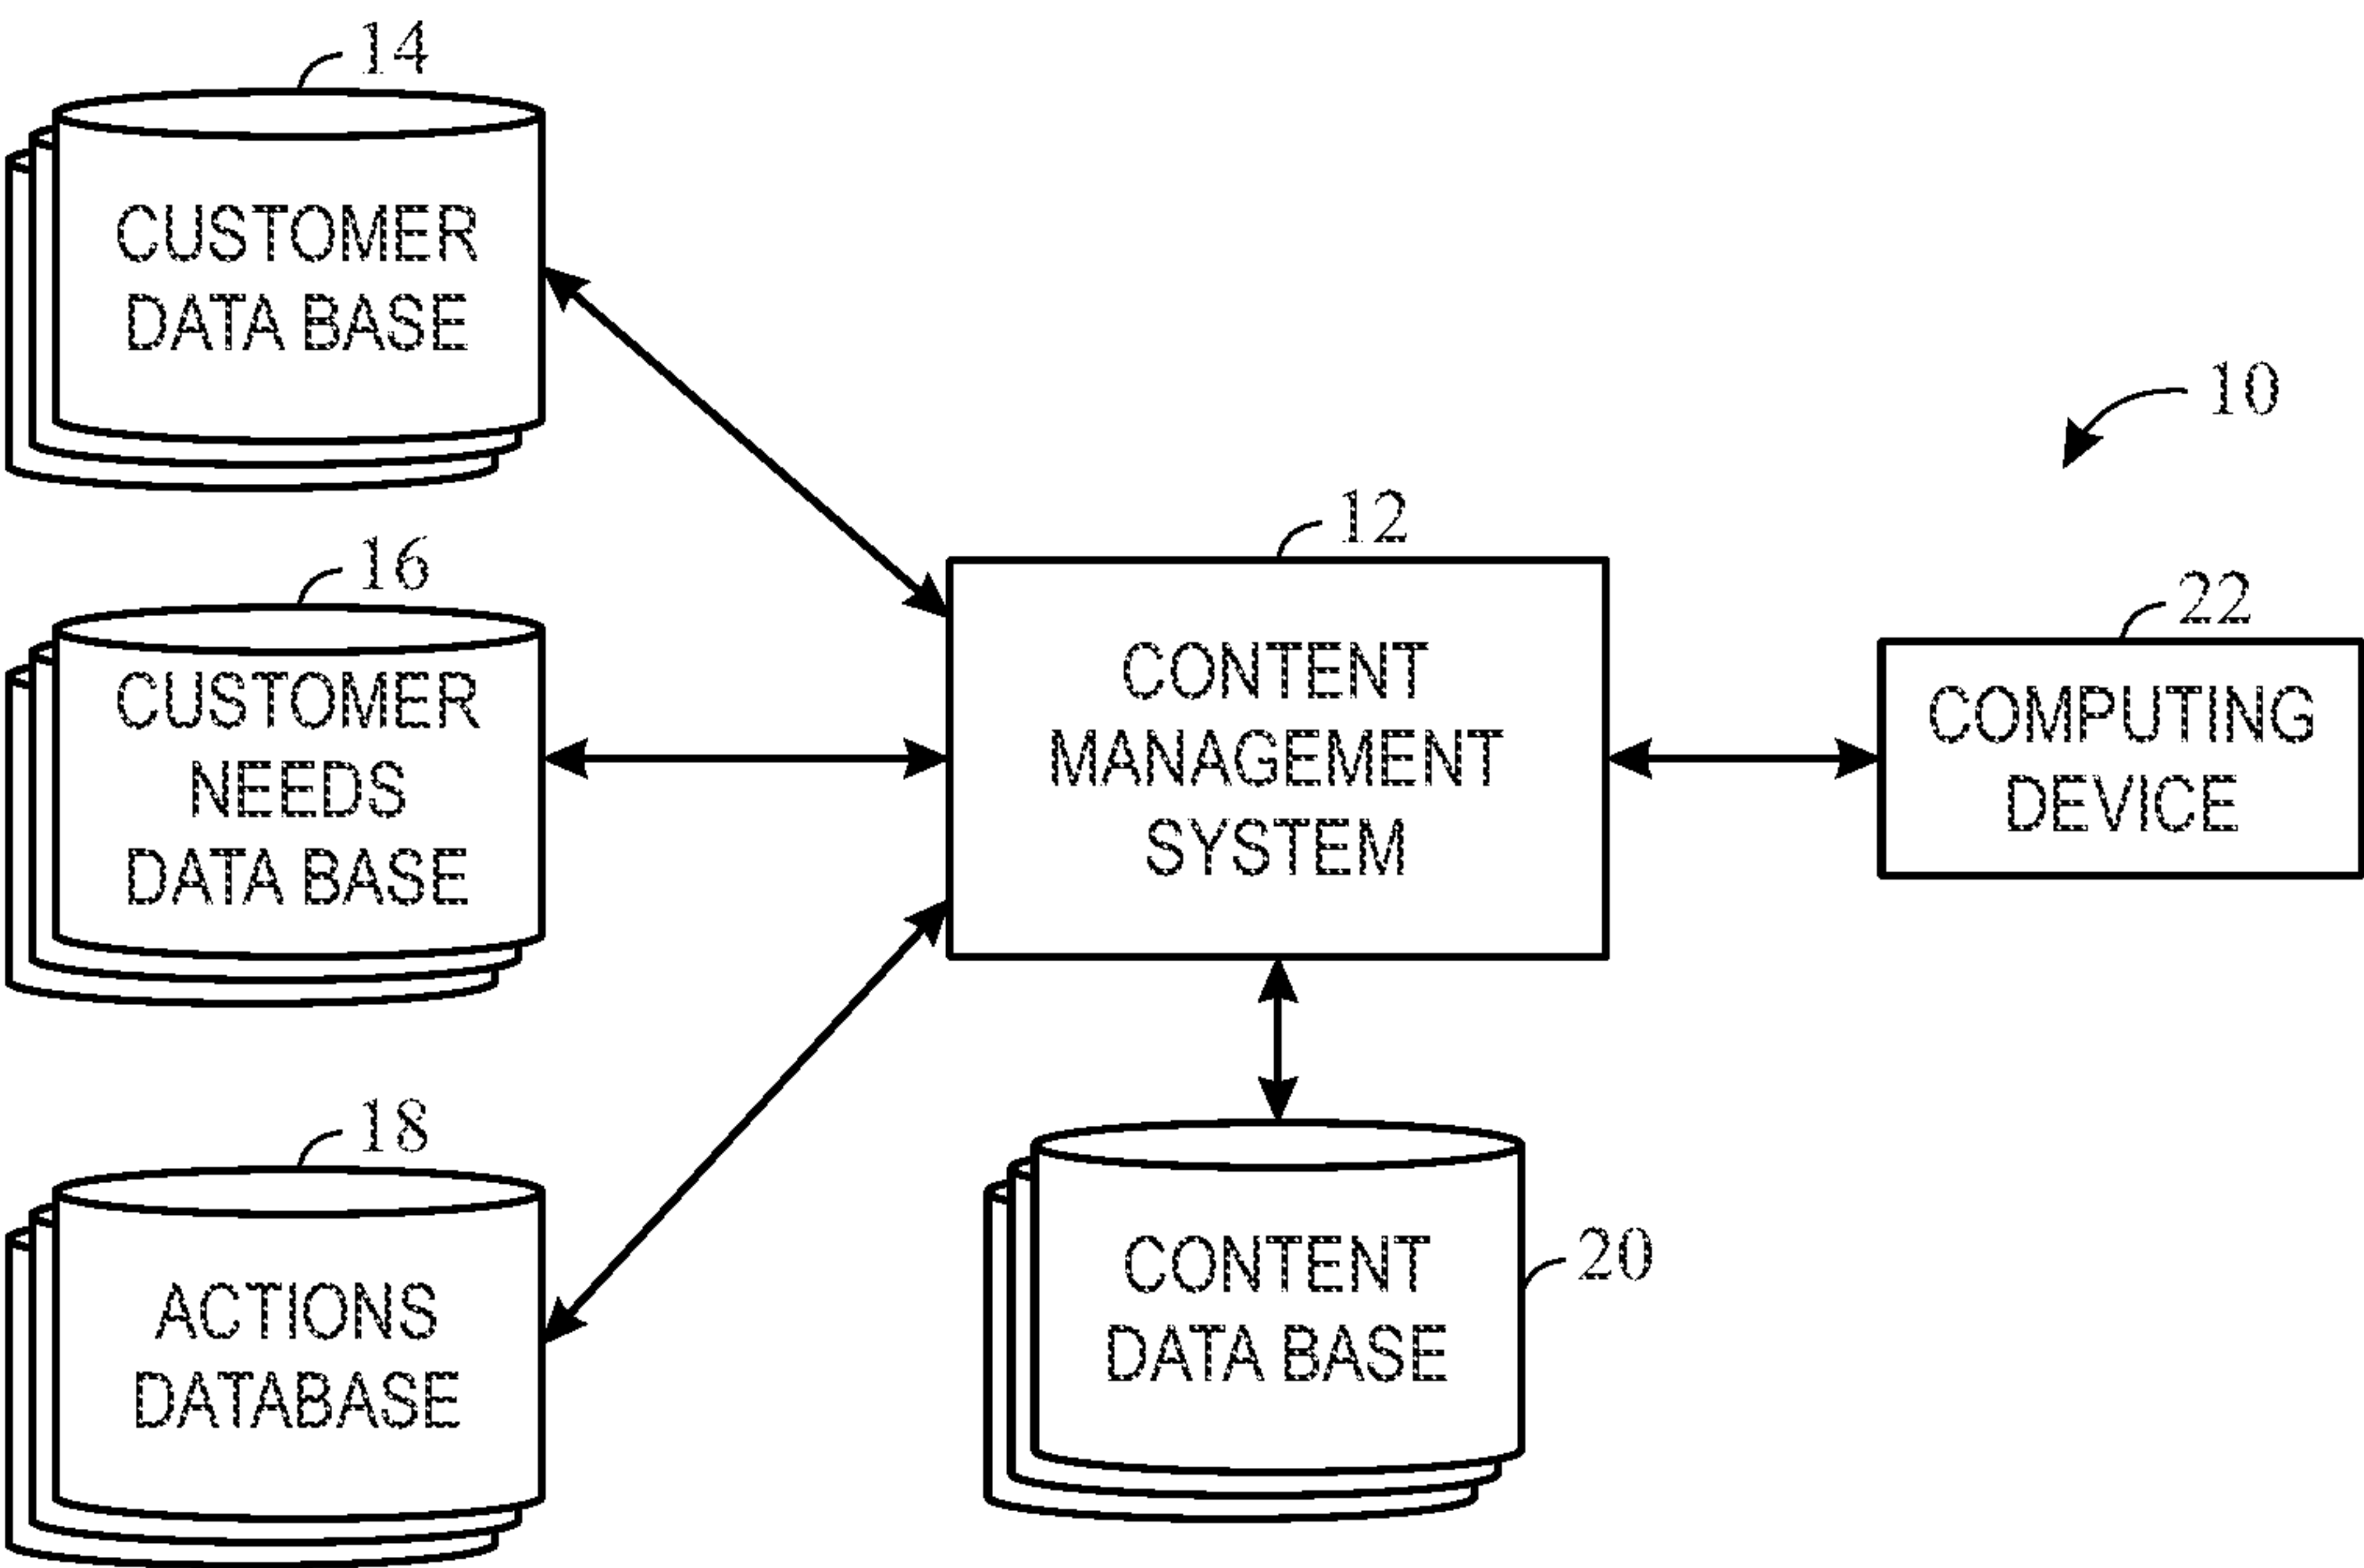 14
CUSTOMER
DATA BASE
10
12
16
CUSTOMER
NEEDS
DATA BASE
CONTENT
MANAGEMENT
SYSTEM
22
COMPUTING
DEVICE
18
ACTIONS
DATABASE
CONTENT
DATA BASE
20